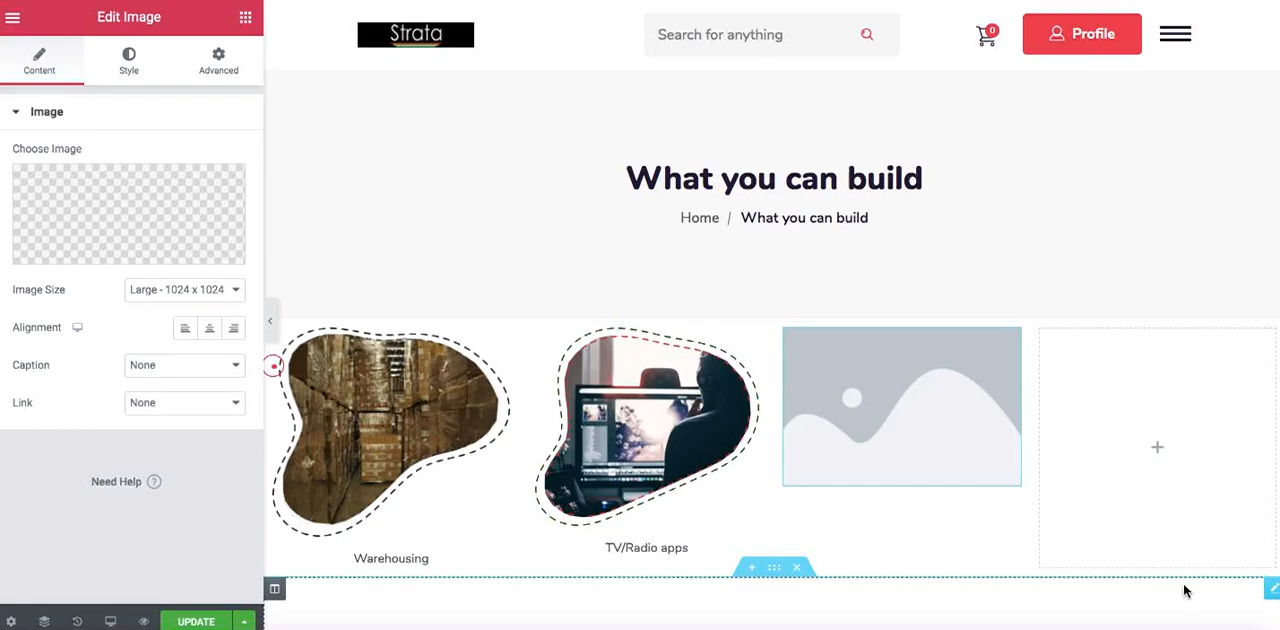 Edit Image
Content
Style
Advanced
Image
Choose Image
Image Size
Large - 1024 x 1024
Alignment
Caption
None
Link
None
Need Help
?
UPDATE
Strata
Search for anything
0
Profile
What you can build
Home / What you can build
Warehousing
TV/Radio apps